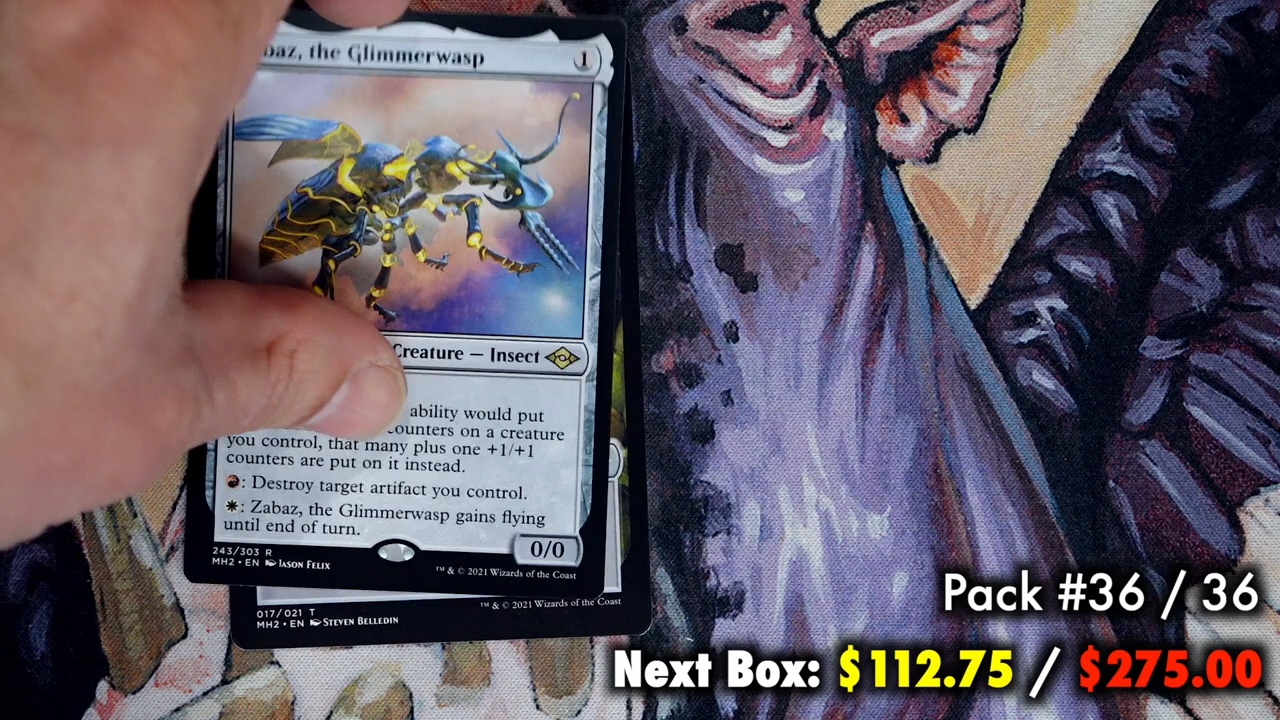 baz, the Glimmerwasp 1
Creature — Insect
ability would put
counters on a creature
you control, that many plus one +1/+1
counters are put on it instead.
: Destroy target artifact you control.
: Zabaz, the Glimmerwasp gains flying
until end of turn.
0/0
243/303 R
MH2 • EN JASON FELIX
™ & © 2021 Wizards of the Coast
017/021 T
MH2 • EN STEVEN BELLEDIN
™ & © 2021 Wizards of the Coast
Pack #36 / 36
Next Box: $112.75 / $275.00